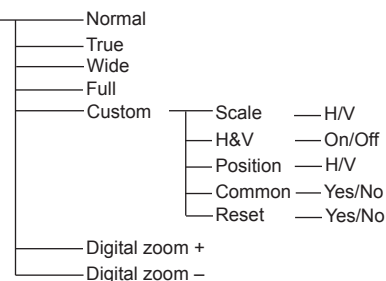 Normal
True
Wide
Full
Custom
Scale H/V
H&V On/Off
Position H/V
Common Yes/No
Reset Yes/No
Digital zoom +
Digital zoom –